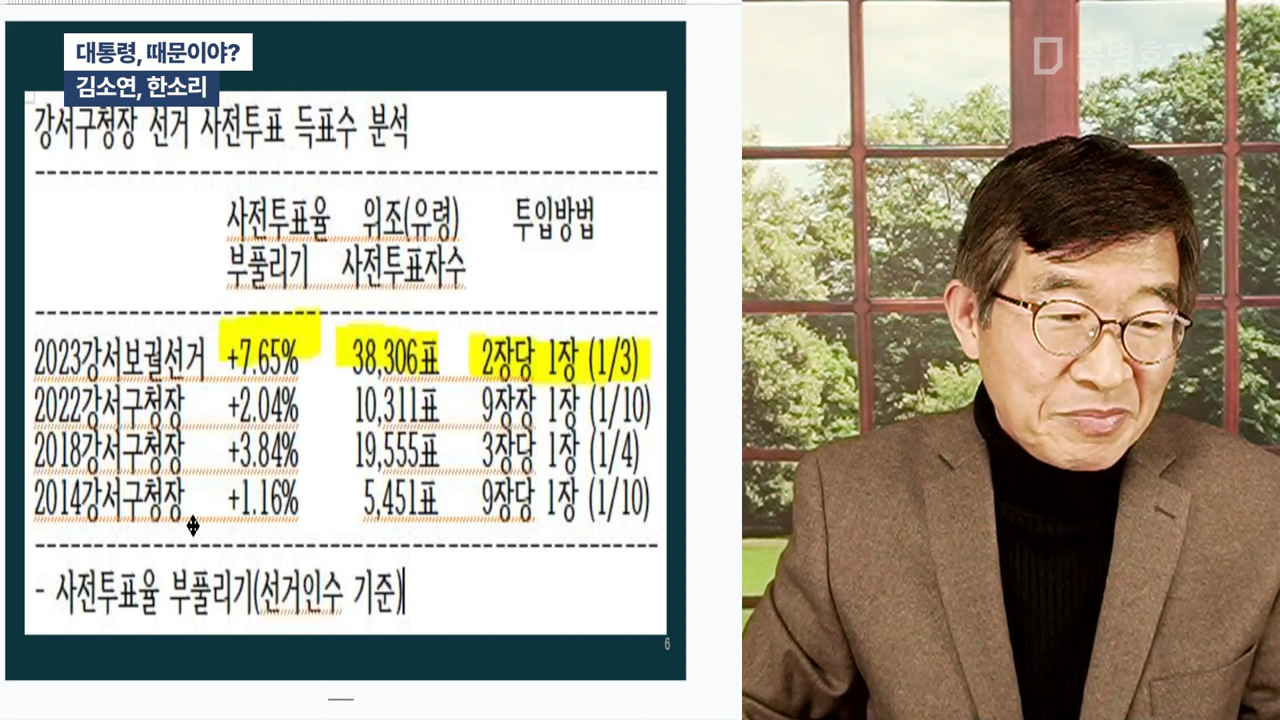 대통령, 때문이야?
김소연, 한소리
공병호TV
강서구청장 선거 사전투표 득표수 분석
사전투표율 위조(유령) 투입방법
부풀리기 사전투표자수
2023강서보궐선거 +7.65% 38,306표 2장당 1장 (1/3)
2022강서구청장 +2.04% 10,311표 9장장 1장 (1/10)
2018강서구청장 +3.84% 19,555표 3장당 1장 (1/4)
2014강서구청장 +1.16% 5,451표 9장당 1장 (1/10)
- 사전투표율 부풀리기(선거인수 기준)
6